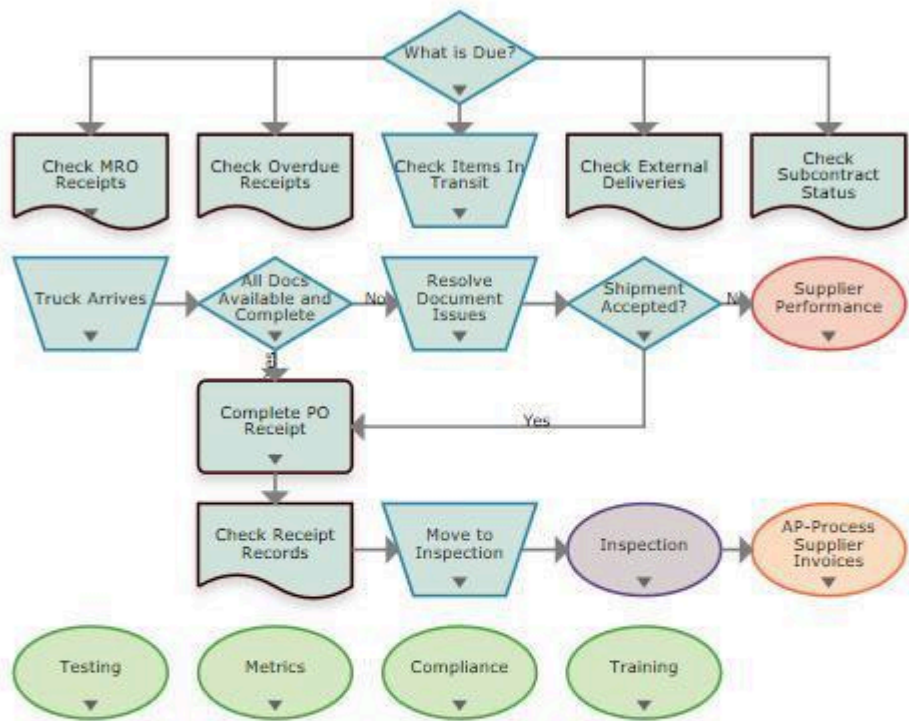 What is Due?
Check MRO
Receipts
Check Overdue
Receipts
Check Items In
Transit
Check External
Deliveries
Check
Subcontract
Status
Truck Arrives
All Docs
Available and
Complete
No
Resolve
Document
Issues
Shipment
Accepted?
Supplier
Performance
Complete PO
Receipt
Yes
Check Receipt
Records
Move to
Inspection
Inspection
AP-Process
Supplier
Invoices
Testing
Metrics
Compliance
Training